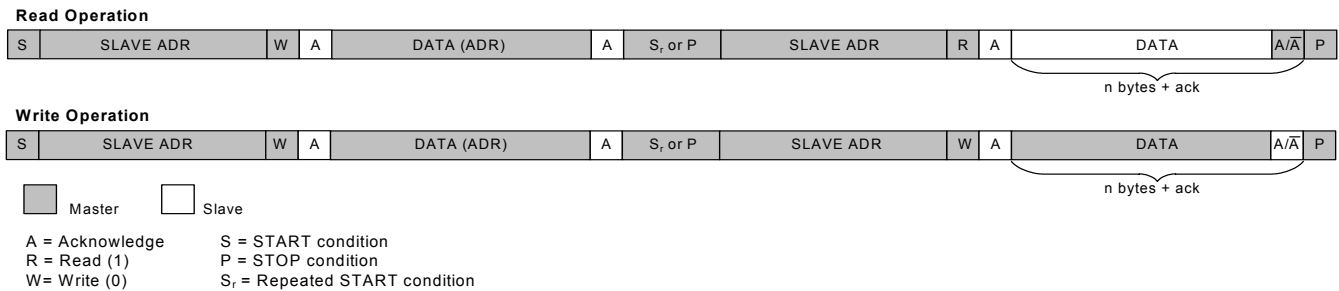 Read Operation
S SLAVE ADR W A DATA (ADR) A Sᵣ or P SLAVE ADR R A DATA A/A̅ P
n bytes + ack
Write Operation
S SLAVE ADR W A DATA (ADR) A Sᵣ or P SLAVE ADR W A DATA A/A̅ P
n bytes + ack
Master Slave
A = Acknowledge S = START condition
R = Read (1) P = STOP condition
W= Write (0) Sᵣ = Repeated START condition